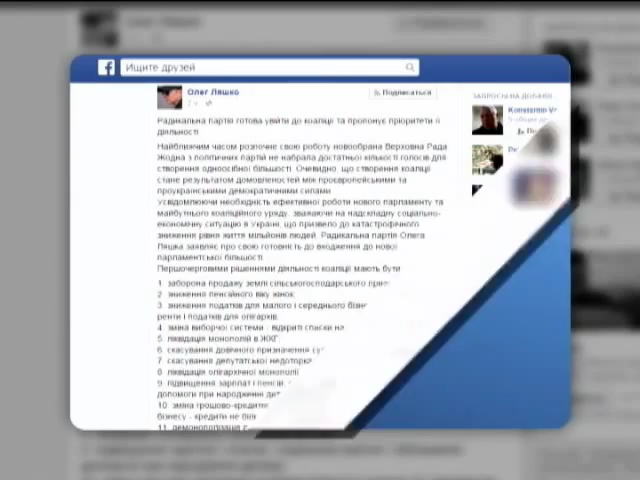 Ищите друзей
Олег Ляшко
Подписаться
ЗАПРОСЫ НА
Радикальна партія готова увійти до коаліції та пропонує пріоритети її
діяльності
Найближчим часом розпочне свою роботу новообрана Верховна Рада
Жодна з політичних партій не набрала достатньої кількості голосів для
створення одноосібної більшості. Очевидно, що створення коаліції
стане результатом домовленостей між проєвропейськими та
проукраїнськими демократичними силами
Усвідомлюючи необхідність ефективної роботи нового парламенту та
майбутнього коаліційного уряду, зважаючи на надскладну соціально-
економічну ситуацію в Україні, що призвело до катастрофічного
зниження рівня життя мільйонів людей, Радикальна партія Олега
Ляшка заявляє про свою готовність до входження до нової
парламентської більшості.
Першочерговими рішеннями діяльності коаліції мають бути
1. заборона продажу землі сільськогосподарського
2. зниження пенсійного віку жінок;
3. зниження податків для малого і середнього
ренти і податків для олігархів.
4. зміна виборчої системи - відкриті списки на
5. ліквідація монополій в ЖКГ
6. скасування довічного призначення
7. скасування депутатської
8. ліквідація олігархічної монополії
9. підвищення зарплат і пенсій,
допомоги при народженні
10. зміна грошово-кредитної
бізнесу - кредити не
11. демонополізація